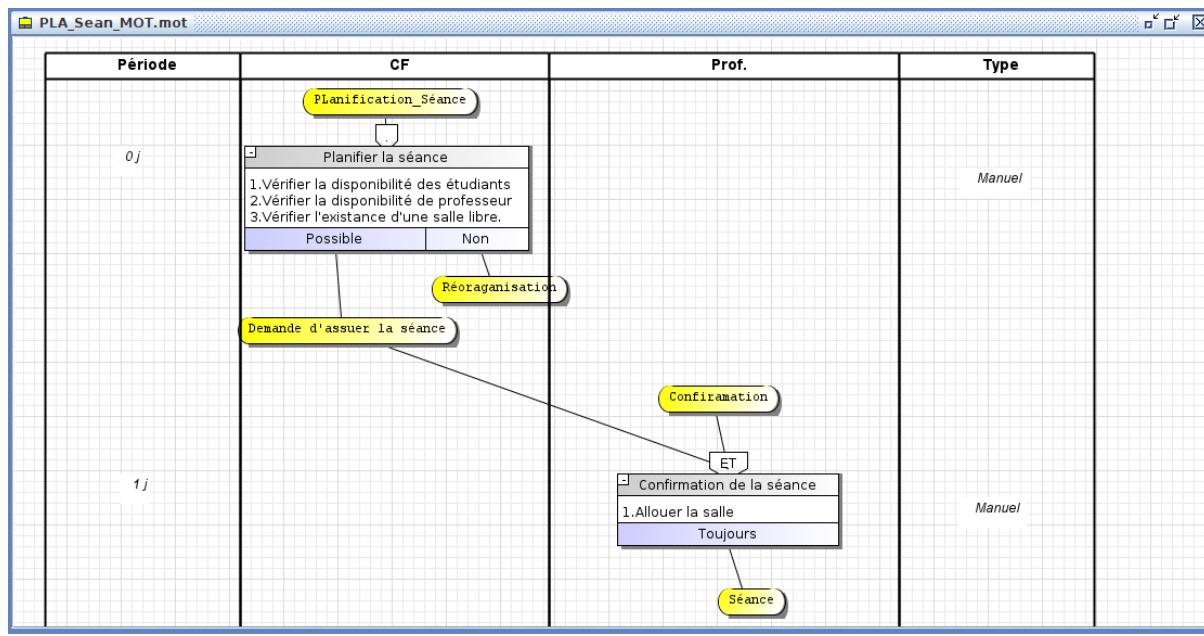 PLA_Sean_MOT.mot
Période CF Prof. Type
PLanification_Séance
.
0 j
Planifier la séance
1.Vérifier la disponibilité des étudiants
2.Vérifier la disponibilité de professeur
3.Vérifier l'existance d'une salle libre.
Possible Non
Manuel
Réoraganisation
Demande d'assuer la séance
Confiramation
ET
1 j
Confirmation de la séance
1.Allouer la salle
Toujours
Manuel
Séance